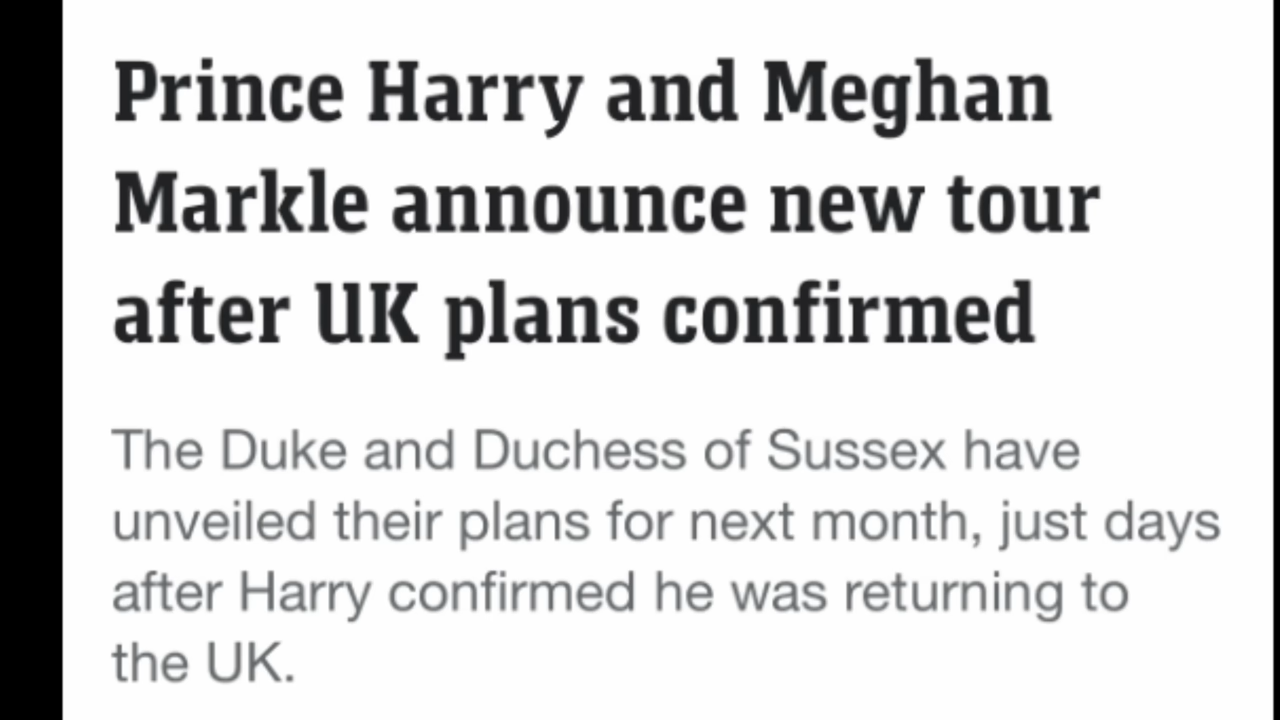 Prince Harry and Meghan
Markle announce new tour
after UK plans confirmed
The Duke and Duchess of Sussex have
unveiled their plans for next month, just days
after Harry confirmed he was returning to
the UK.